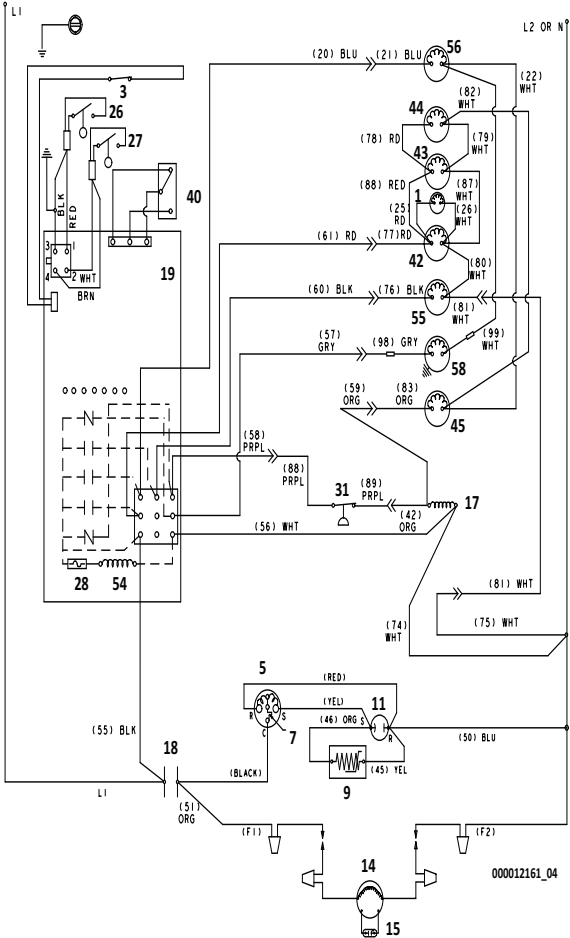 L1
L2 OR N
(20) BLU
(21) BLU
56
(22)
WHT
3
26
27
(82)
WHT
44
(78) RD
(79)
WHT
43
(88) RED
(87)
WHT
1
(25)
RD
(26)
WHT
40
BLK
RED
(61) RD
(77)RD
42
3
1
4
2
WHT
BRN
19
(80)
WHT
(60) BLK
(76) BLK
55
(81)
WHT
(57)
GRY
(98) GRY
(99)
WHT
58
(59)
ORG
(83)
ORG
45
(58)
PRPL
(88)
PRPL
31
(89)
PRPL
17
(42)
ORG
(56) WHT
28
54
(81) WHT
(74)
WHT
(75) WHT
5
(RED)
(YEL)
11
R
S
C
7
(46) ORG
S
R
(50) BLU
(55) BLK
18
(BLACK)
9
(45) YEL
L1
(51)
ORG
(F1)
(F2)
14
15
000012161_04